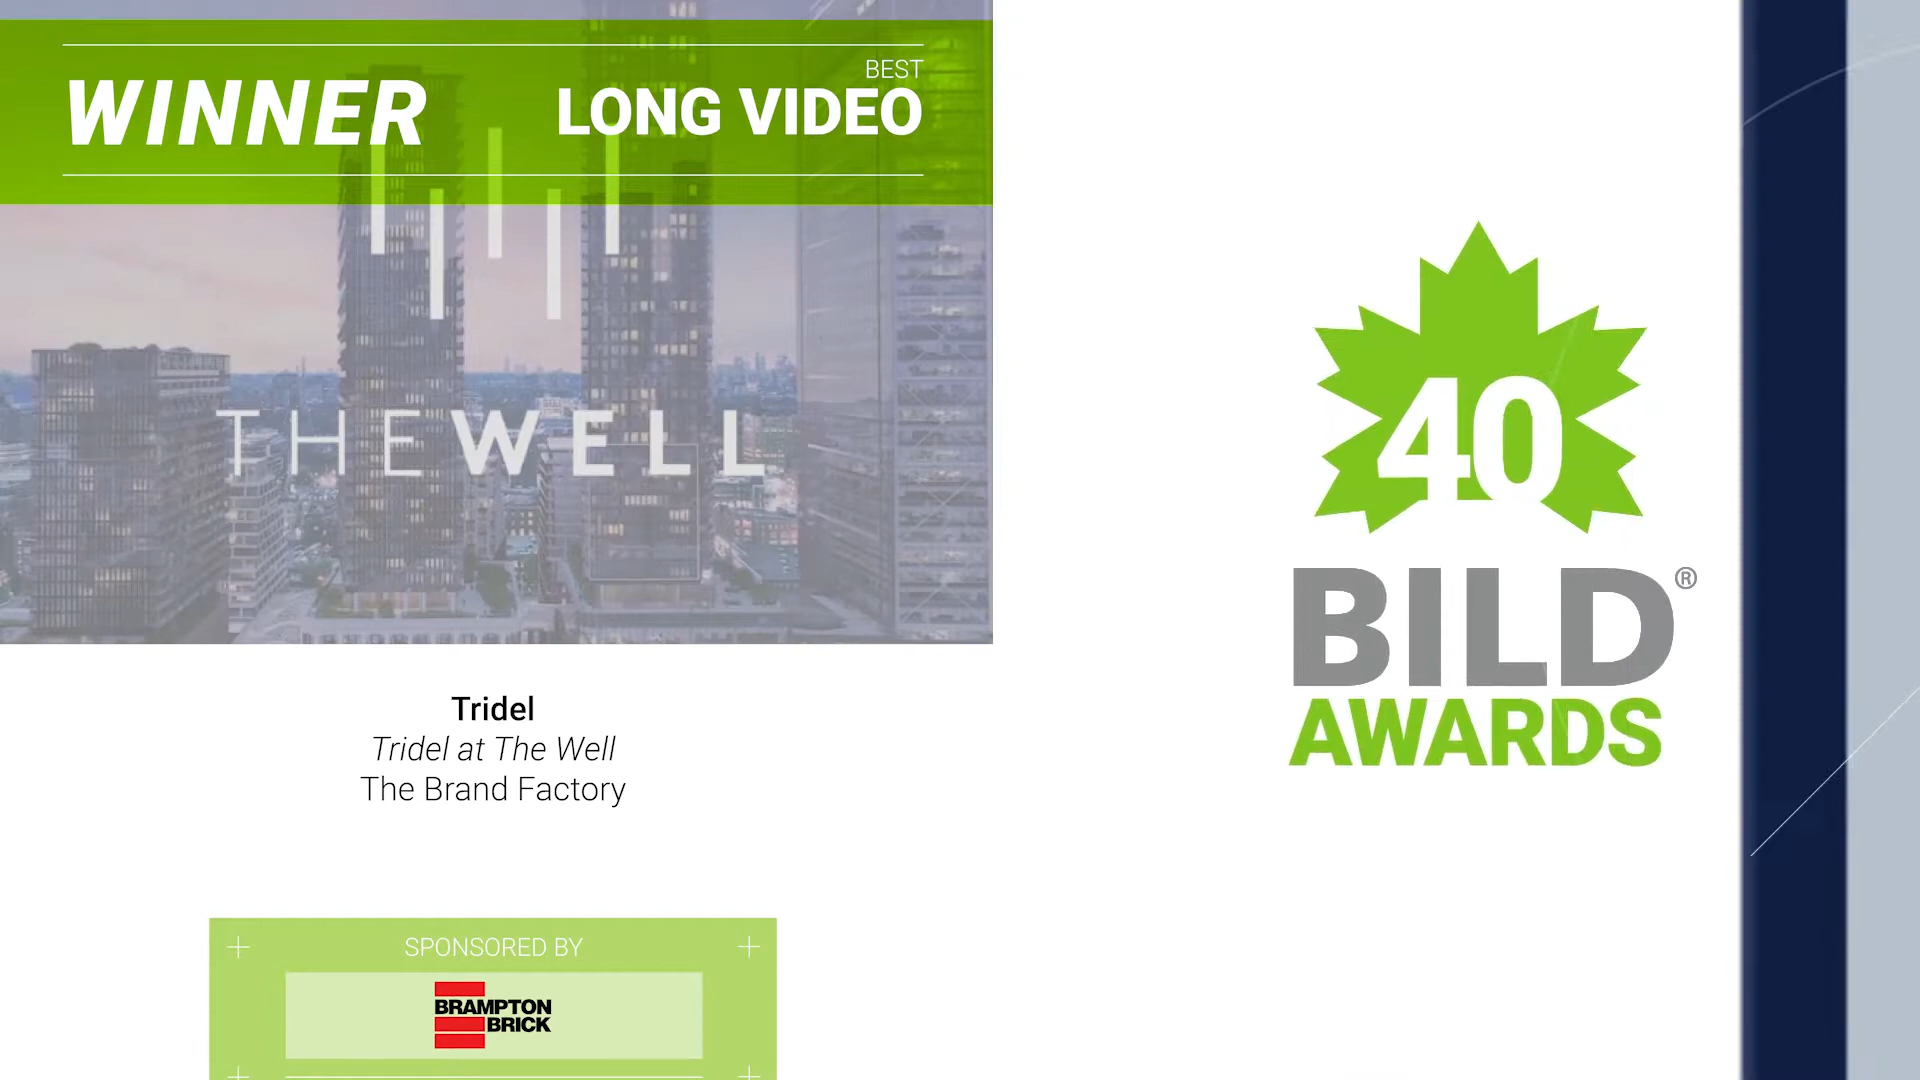 WINNER
BEST
LONG VIDEO
THE WELL
Tridel
Tridel at The Well
The Brand Factory
SPONSORED BY
BRAMPTON
BRICK
40
BILD®
AWARDS